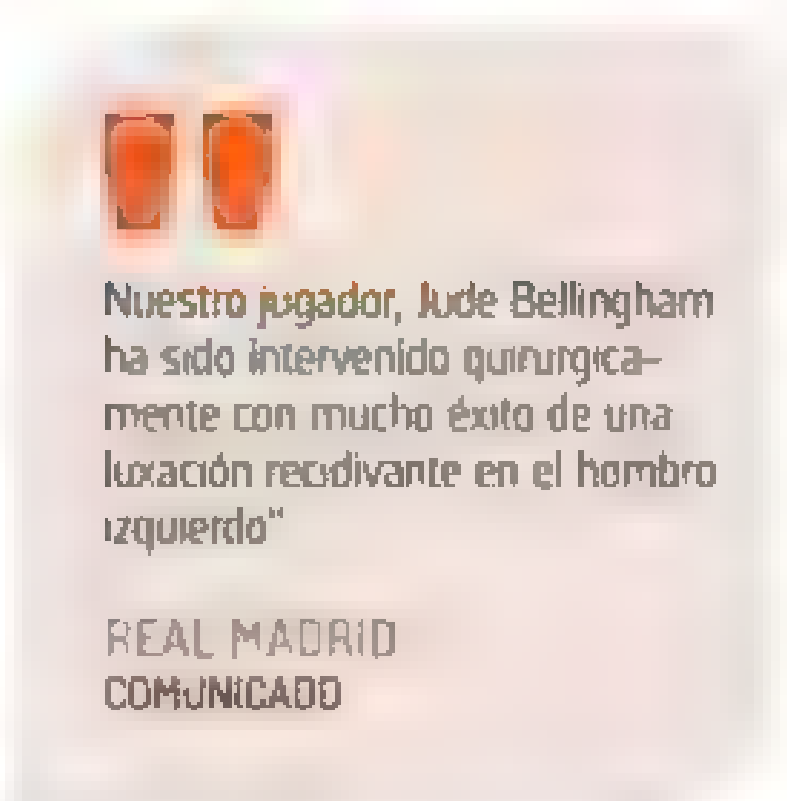 Nuestro jugador, Jude Bellingham
ha sido intervenido quirurgica-
mente con mucho éxito de una
luxación recidivante en el hombro
izquierdo"
REAL MADRID
COMUNICADO